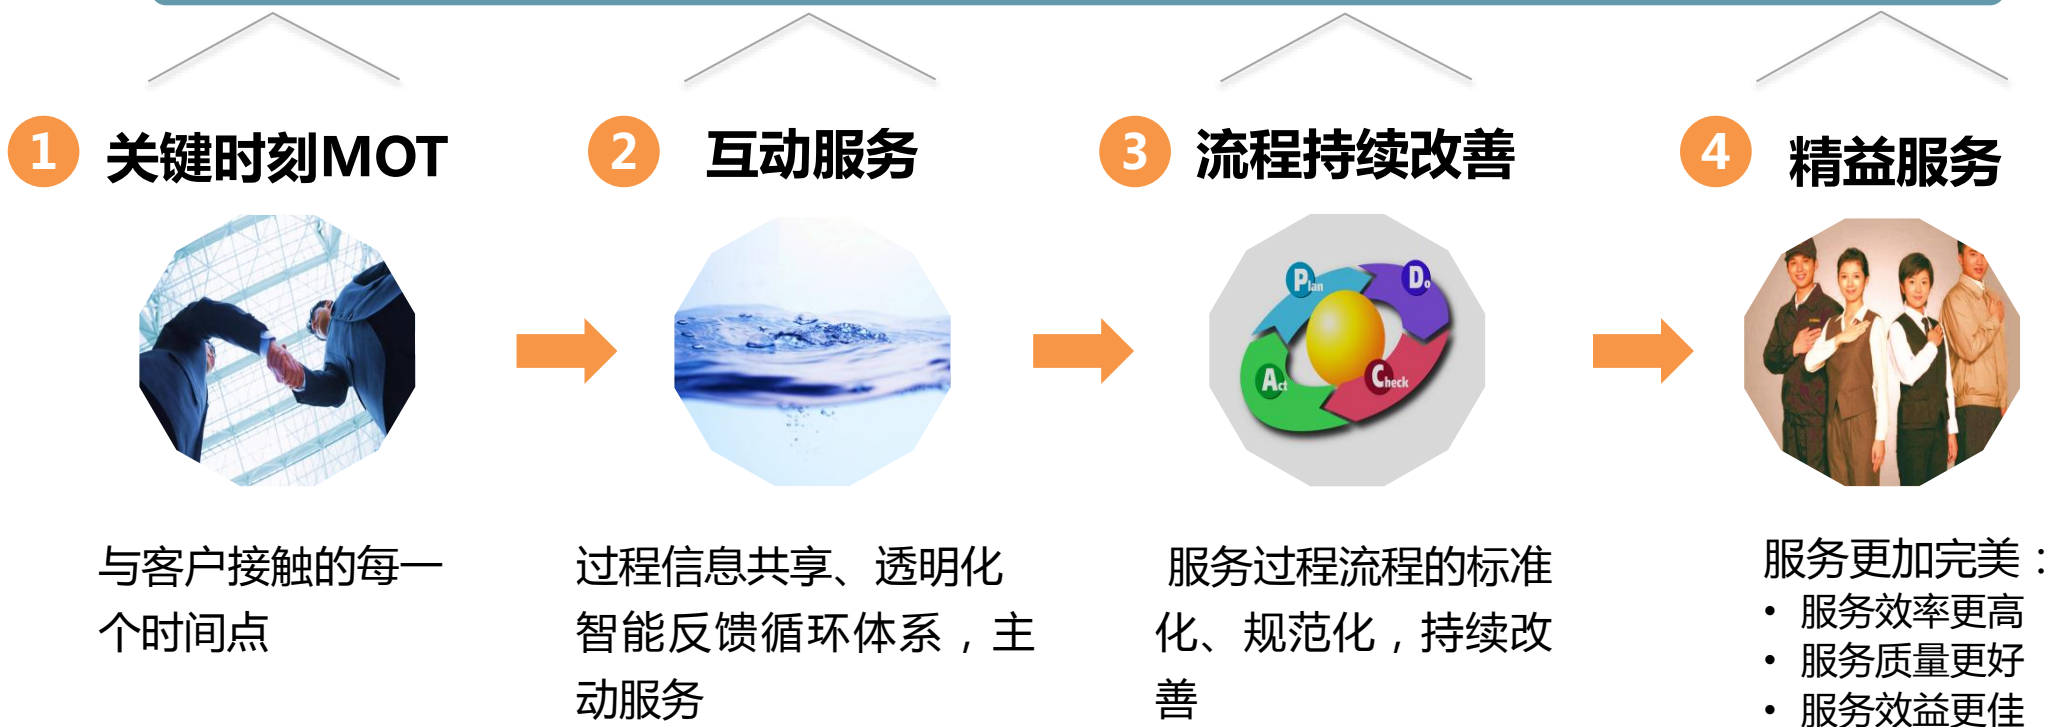 1 关键时刻MOT
2 互动服务
3 流程持续改善
4 精益服务
Plan
Do
Check
Act
与客户接触的每一
个时间点
过程信息共享、透明化
智能反馈循环体系，主
动服务
服务过程流程的标准
化、规范化，持续改
善
服务更加完美：
• 服务效率更高
• 服务质量更好
• 服务效益更佳